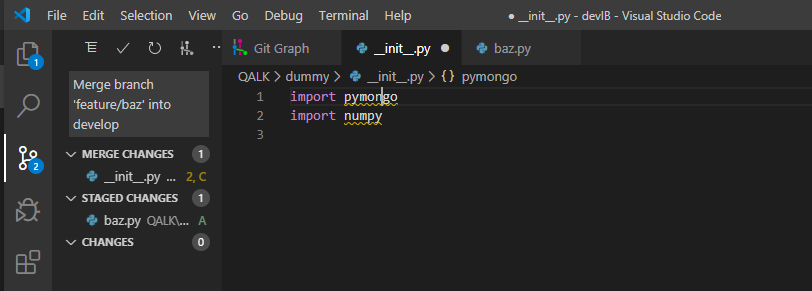 File Edit Selection View Go Debug Terminal Help ● __init__.py - devIB - Visual Studio Code
Git Graph __init__.py ● baz.py
QALK > dummy > __init__.py > {} pymongo
1 import pymongo
2 import numpy
3
Merge branch
'feature/baz' into
develop
MERGE CHANGES 1
__init__.py ... 2, C
STAGED CHANGES 1
baz.py QALK\... A
CHANGES 0
1
2